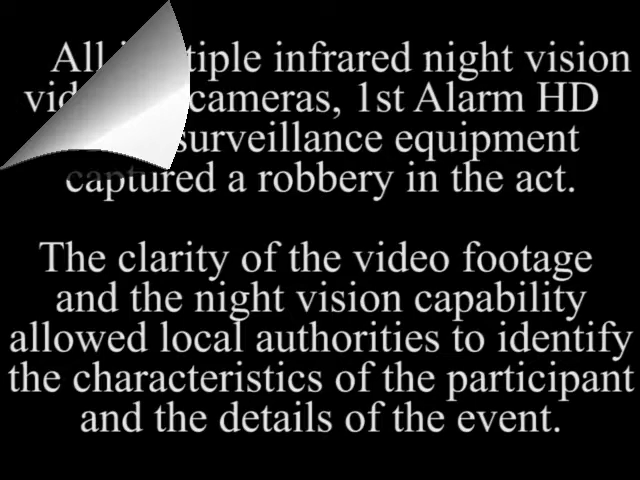 All tiple infrared night vision
vid cameras, 1st Alarm HD
surveillance equipment
captured a robbery in the act.
The clarity of the video footage
and the night vision capability
allowed local authorities to identify
the characteristics of the participant
and the details of the event.